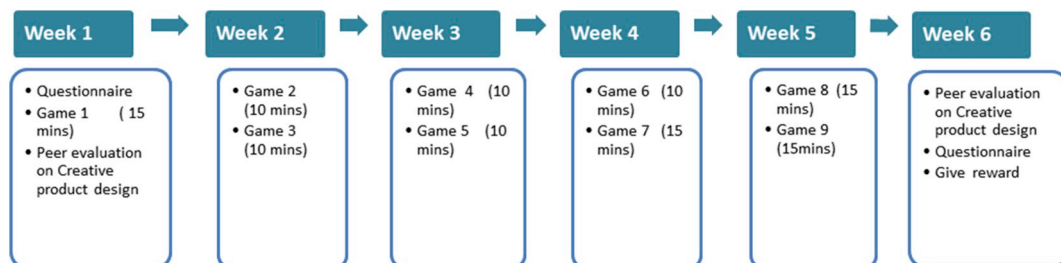 Week 1
• Questionnaire
• Game 1 ( 15
mins)
• Peer evaluation
on Creative
product design
Week 2
• Game 2
(10 mins)
• Game 3
(10 mins)
Week 3
• Game 4 (10
mins)
• Game 5 (10
mins)
Week 4
• Game 6 (10
mins)
• Game 7 (15
mins)
Week 5
• Game 8 (15
mins)
• Game 9
(15mins)
Week 6
• Peer evaluation
on Creative
product design
• Questionnaire
• Give reward